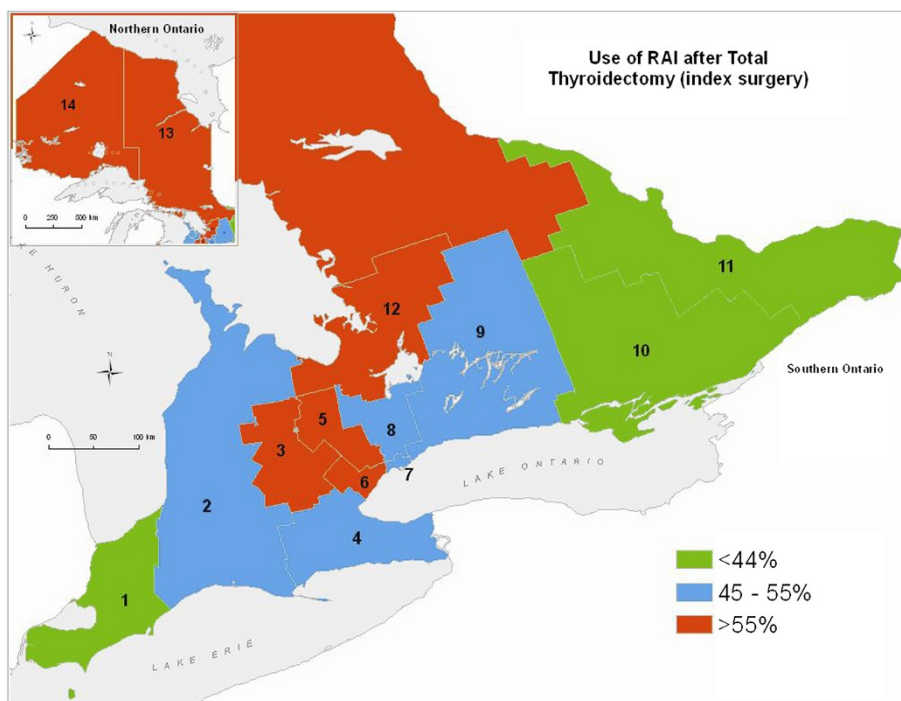 Northern Ontario
Use of RAI after Total
Thyroidectomy (index surgery)
N
14
13
0 250 500 km
11
12
9
10
Southern Ontario
N
0 50 100 km
5
8
3
7
6
LAKE ONTARIO
2
4
1
LAKE ERIE
<44%
45 - 55%
>55%
HURON